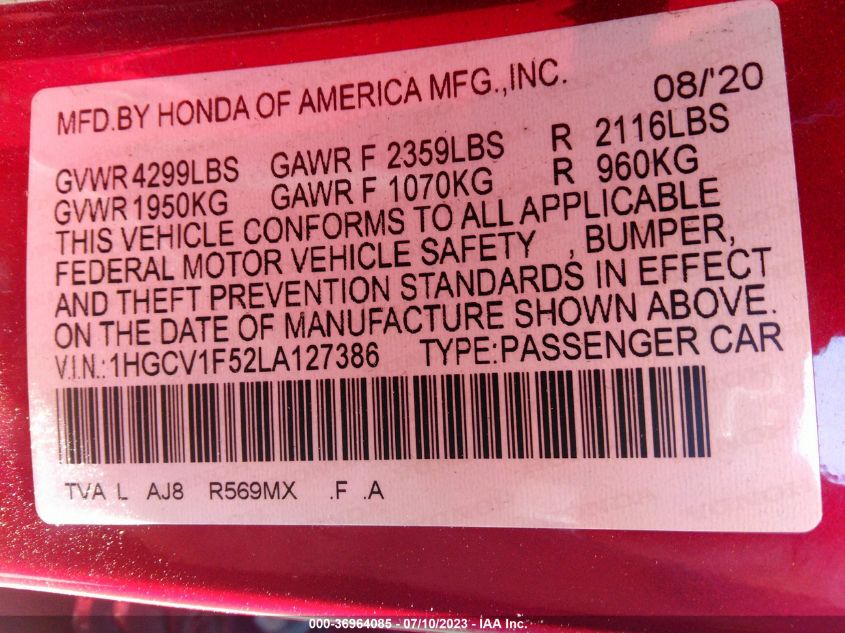 MFD.BY HONDA OF AMERICA MFG.,INC. 08/'20
GVWR 4299LBS GAWR F 2359LBS R 2116LBS
GVWR 1950KG GAWR F 1070KG R 960KG
THIS VEHICLE CONFORMS TO ALL APPLICABLE
FEDERAL MOTOR VEHICLE SAFETY , BUMPER,
AND THEFT PREVENTION STANDARDS IN EFFECT
ON THE DATE OF MANUFACTURE SHOWN ABOVE.
V.I.N.:1HGCV1F52LA127386 TYPE:PASSENGER CAR
TVA L AJ8 R569MX .F .A
000-36964085 - 07/10/2023 - IAA Inc.